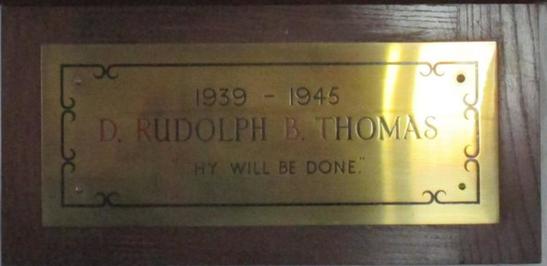 1939 - 1945
D. RUDOLPH B. THOMAS
HY WILL BE DONE."